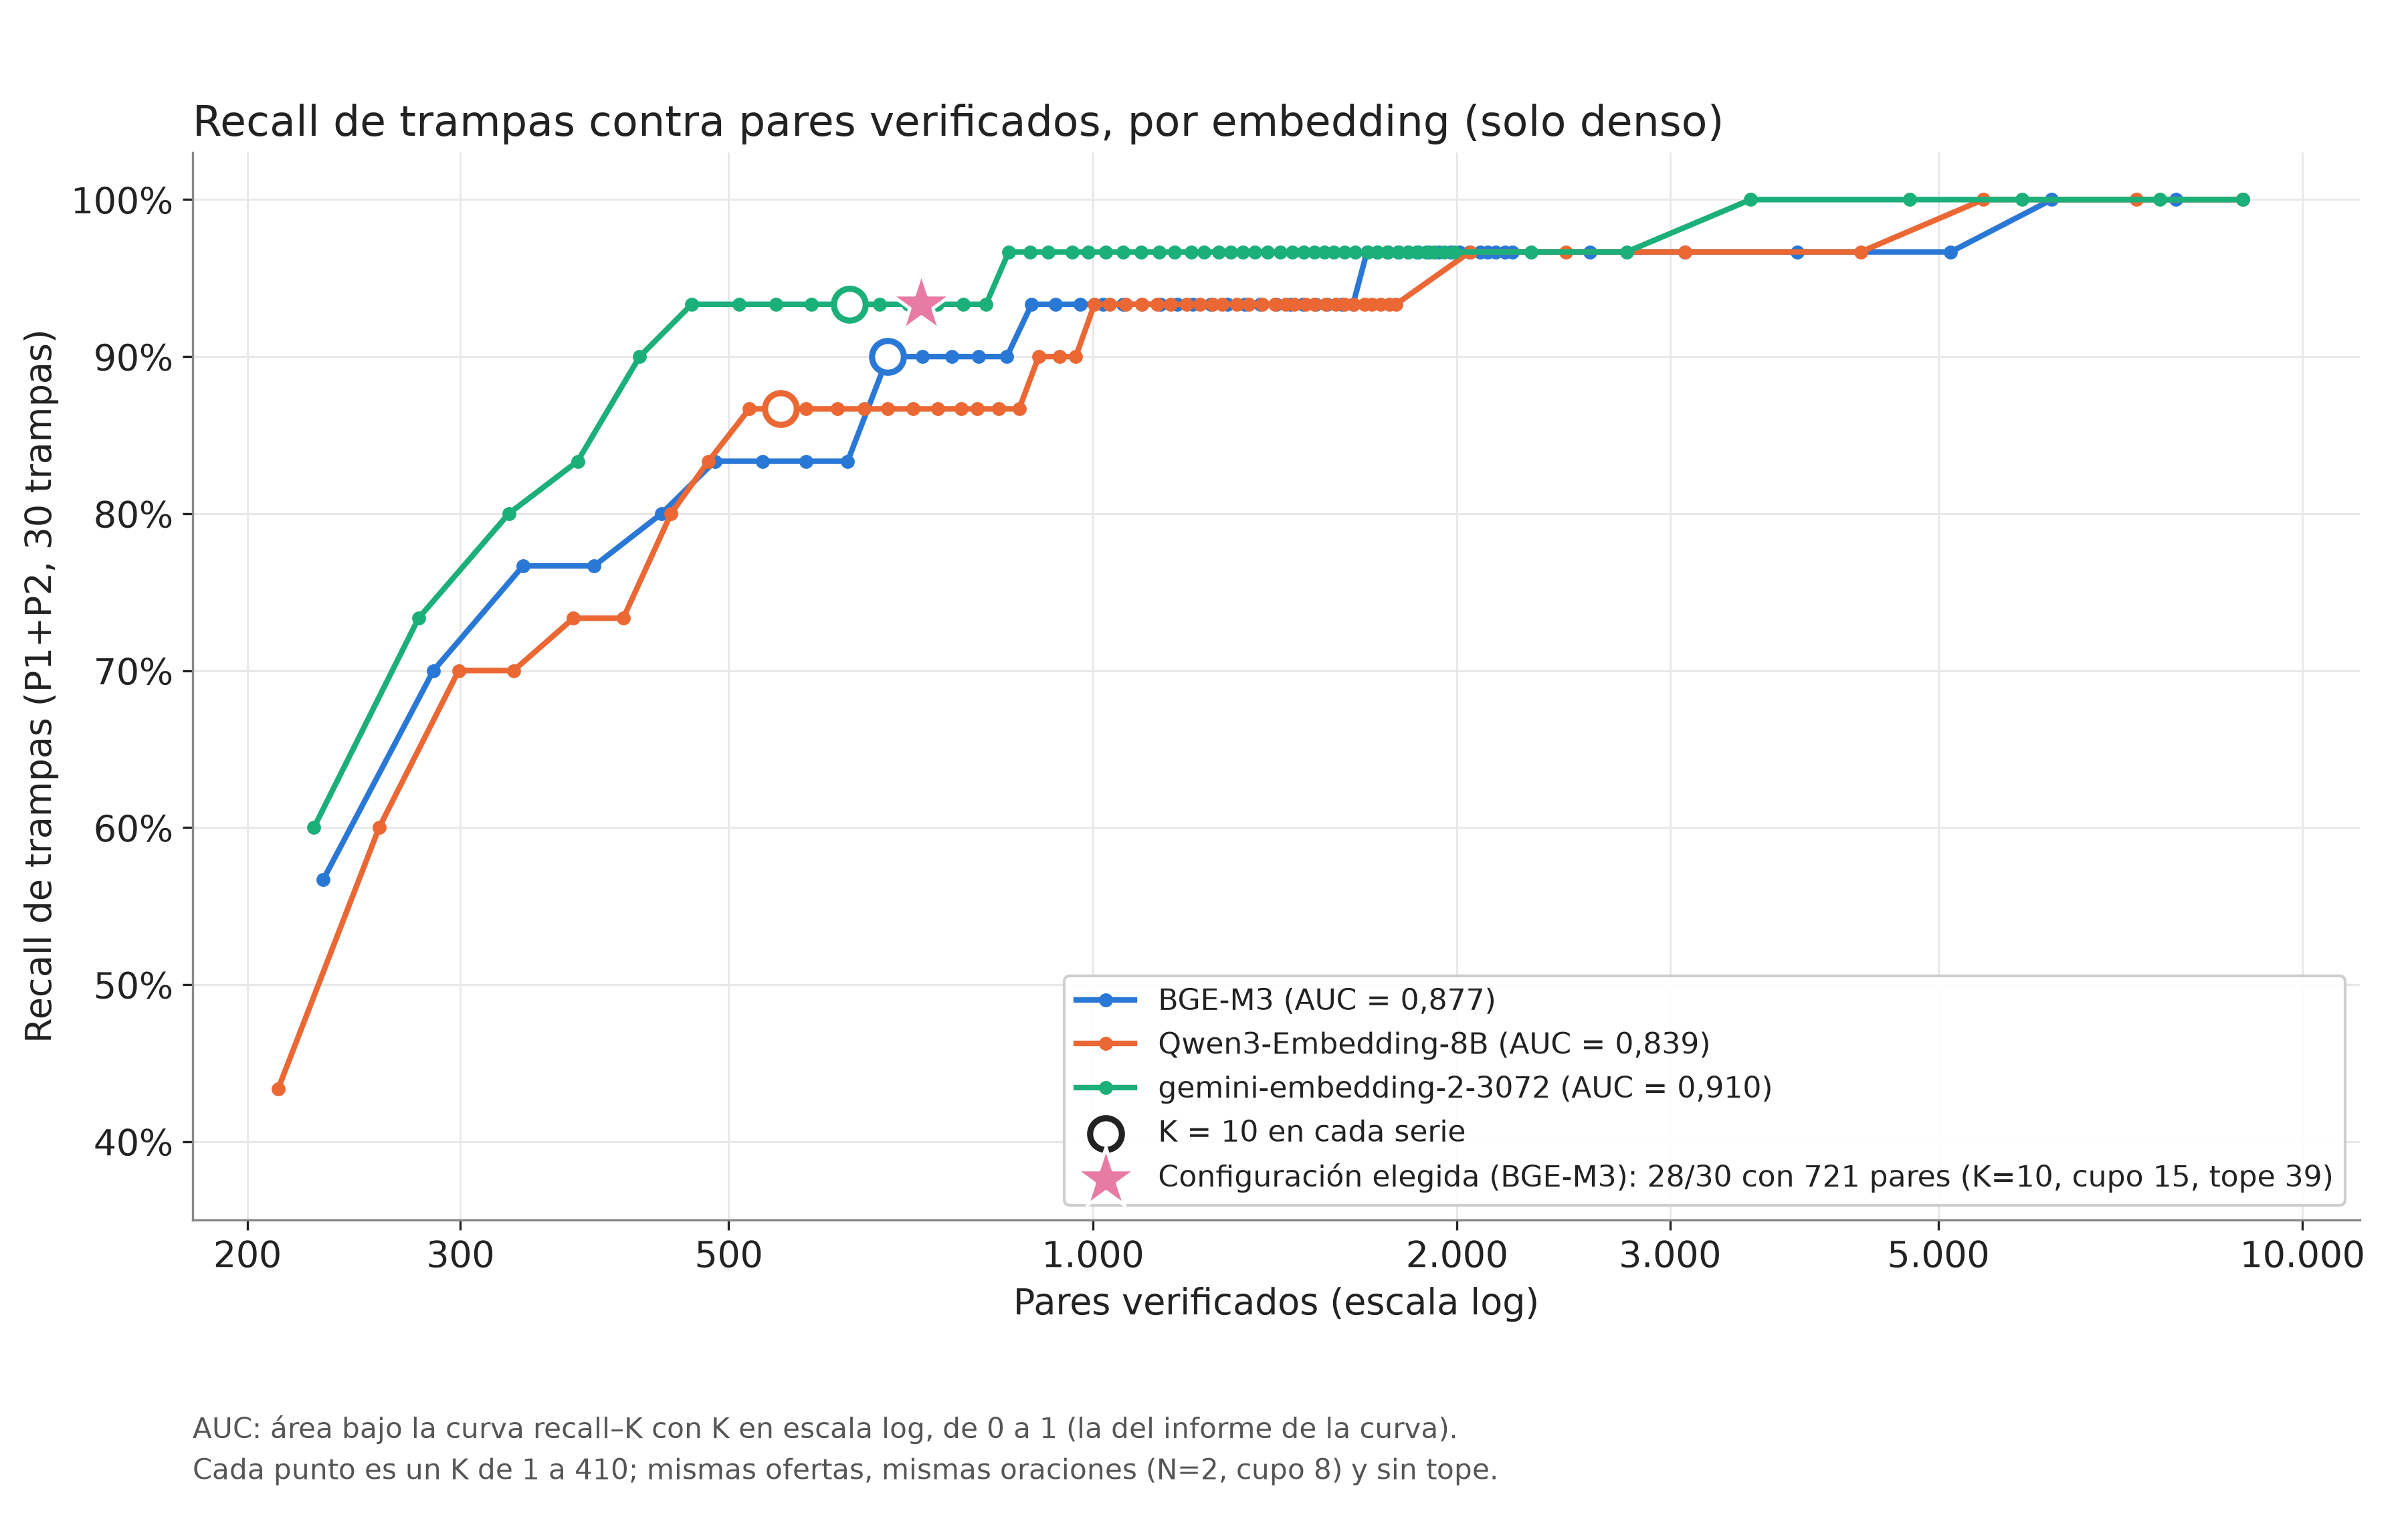 Recall de trampas contra pares verificados, por embedding (solo denso)
Recall de trampas (P1+P2, 30 trampas)
100%
90%
80%
70%
60%
50%
40%
BGE-M3 (AUC = 0,877)
Qwen3-Embedding-8B (AUC = 0,839)
gemini-embedding-2-3072 (AUC = 0,910)
K = 10 en cada serie
Configuración elegida (BGE-M3): 28/30 con 721 pares (K=10, cupo 15, tope 39)
200 300 500 1.000 2.000 3.000 5.000 10.000
Pares verificados (escala log)
AUC: área bajo la curva recall–K con K en escala log, de 0 a 1 (la del informe de la curva).
Cada punto es un K de 1 a 410; mismas ofertas, mismas oraciones (N=2, cupo 8) y sin tope.